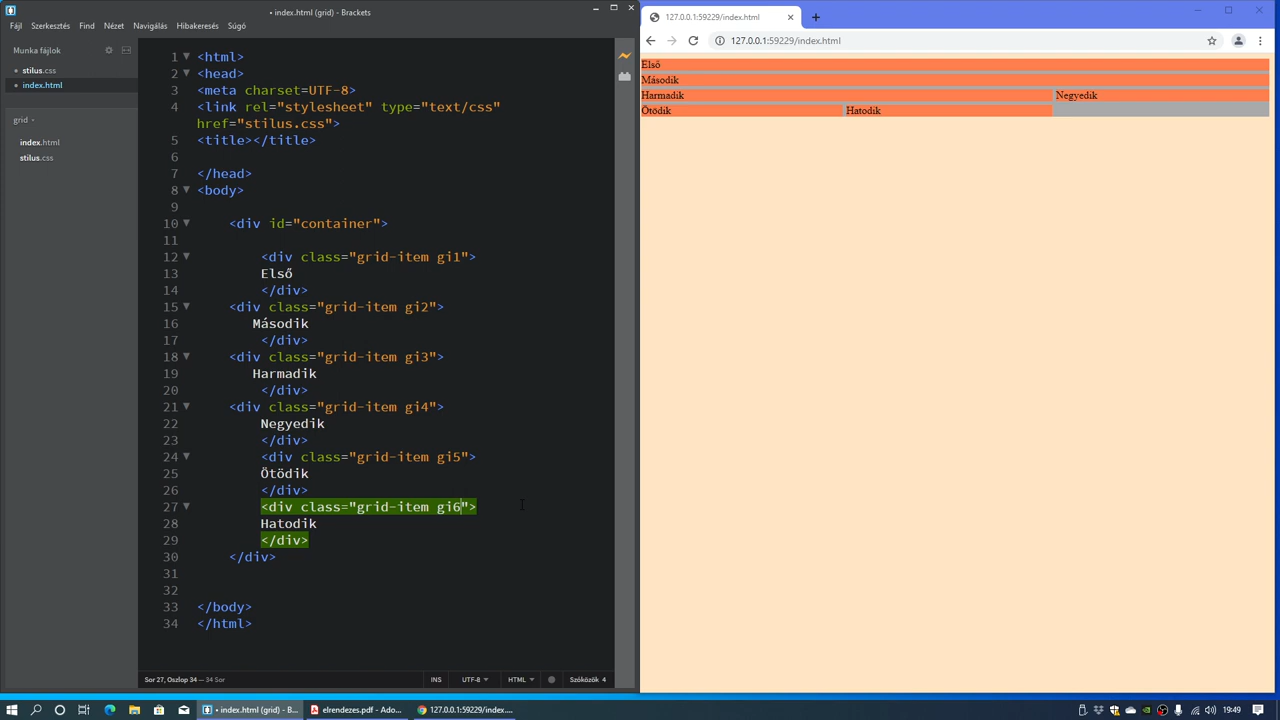 • index.html (grid) - Brackets
Fájl Szerkesztés Find Nézet Navigálás Hibakeresés Súgó
Munka fájlok
stilus.css
• index.html
grid
index.html
stilus.css
1 <html>
2 <head>
3 <meta charset=UTF-8>
4 <link rel="stylesheet" type="text/css"
href="stilus.css">
5 <title></title>
6
7 </head>
8 <body>
9
10 <div id="container">
11
12 <div class="grid-item gi1">
13 Első
14 </div>
15 <div class="grid-item gi2">
16 Második
17 </div>
18 <div class="grid-item gi3">
19 Harmadik
20 </div>
21 <div class="grid-item gi4">
22 Negyedik
23 </div>
24 <div class="grid-item gi5">
25 Ötödik
26 </div>
27 <div class="grid-item gi6">
28 Hatodik
29 </div>
30 </div>
31
32
33 </body>
34 </html>
Sor 27, Oszlop 34 — 34 Sor INS UTF-8 HTML Szóközök 4
127.0.0.1:59229/index.html
127.0.0.1:59229/index.html
Első
Második
Harmadik Negyedik
Ötödik Hatodik
• index.html (grid) - B... elrendezes.pdf - Ado... 127.0.0.1:59229/inde... 19:49